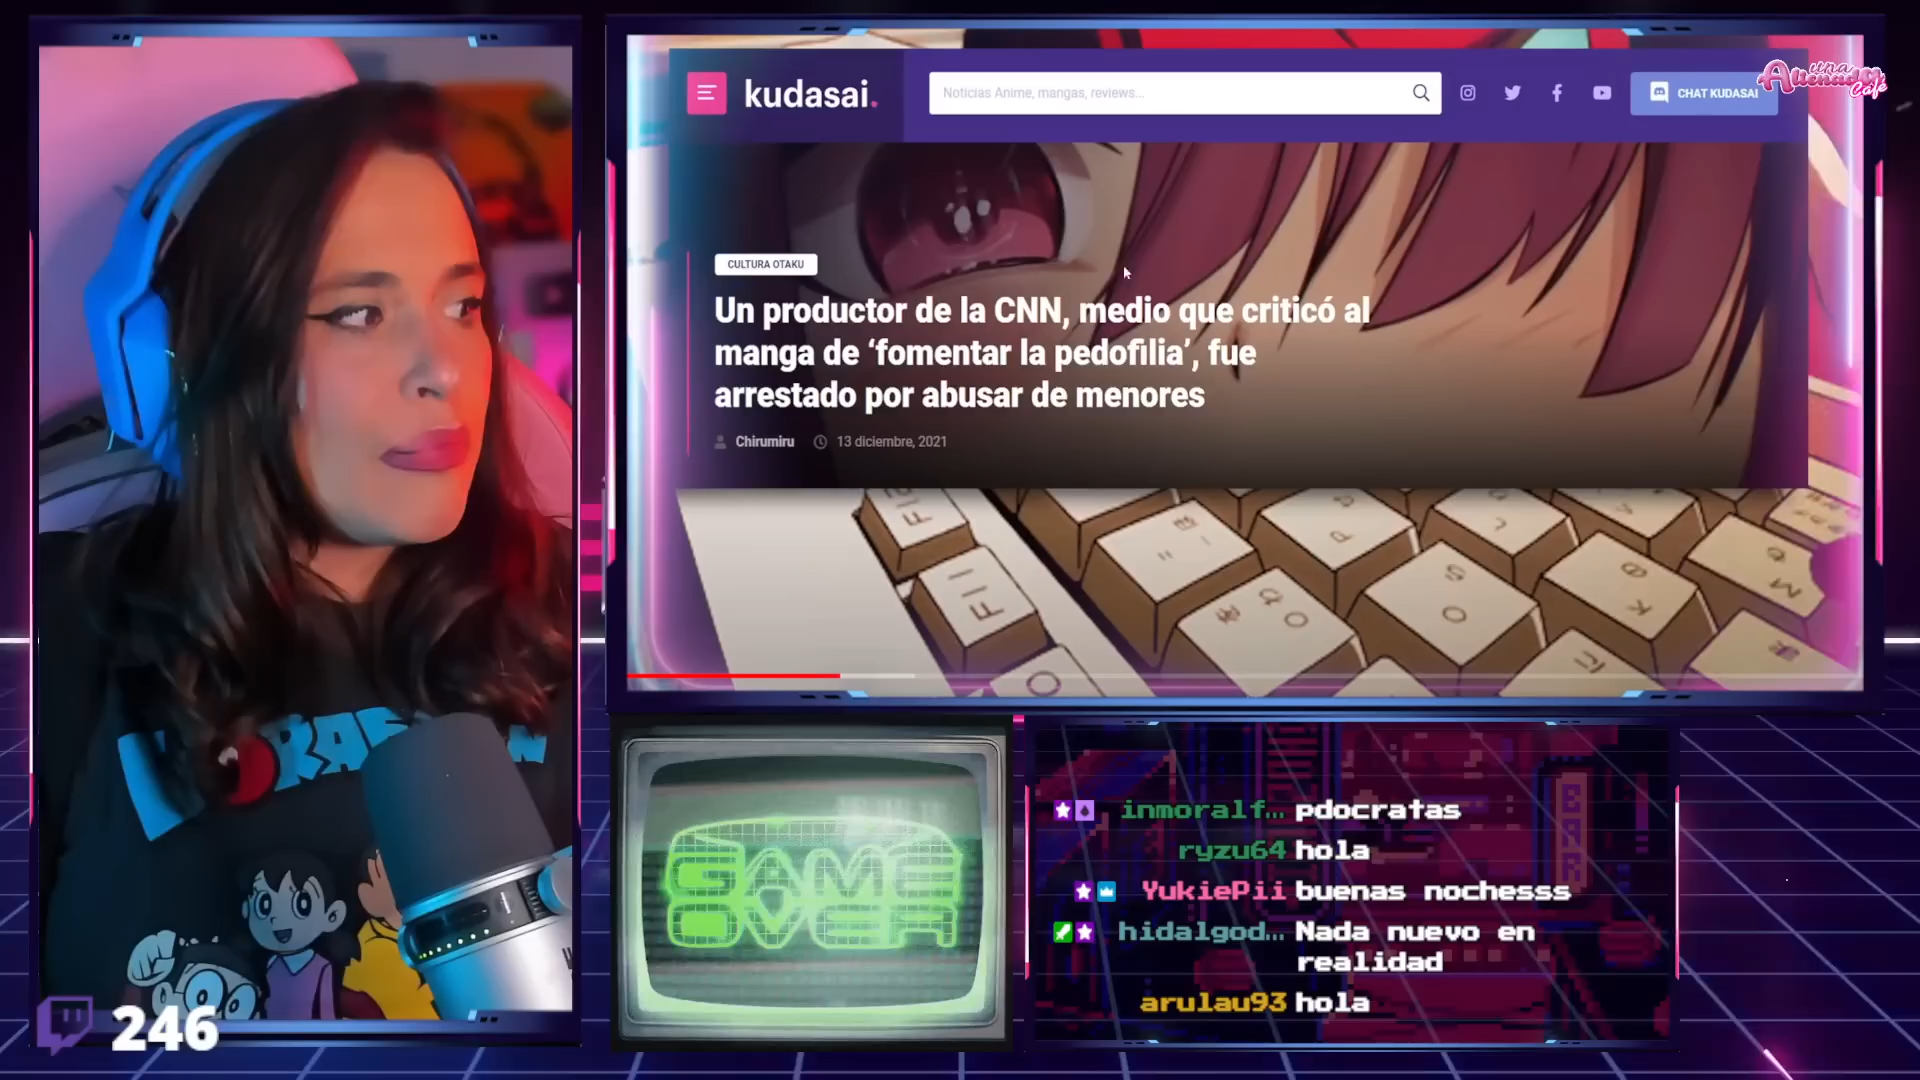 kudasai.
Noticias Anime, mangas, reviews...
CHAT KUDASAI
una
Café
CULTURA OTAKU
Un productor de la CNN, medio que criticó al
manga de ‘fomentar la pedofilia’, fue
arrestado por abusar de menores
Chirumiru
13 diciembre, 2021
GAME
OVER
inmoralf... pdocratas
ryzu64 hola
YukiePii buenas nochesss
hidalgod... Nada nuevo en
realidad
arulau93 hola
246